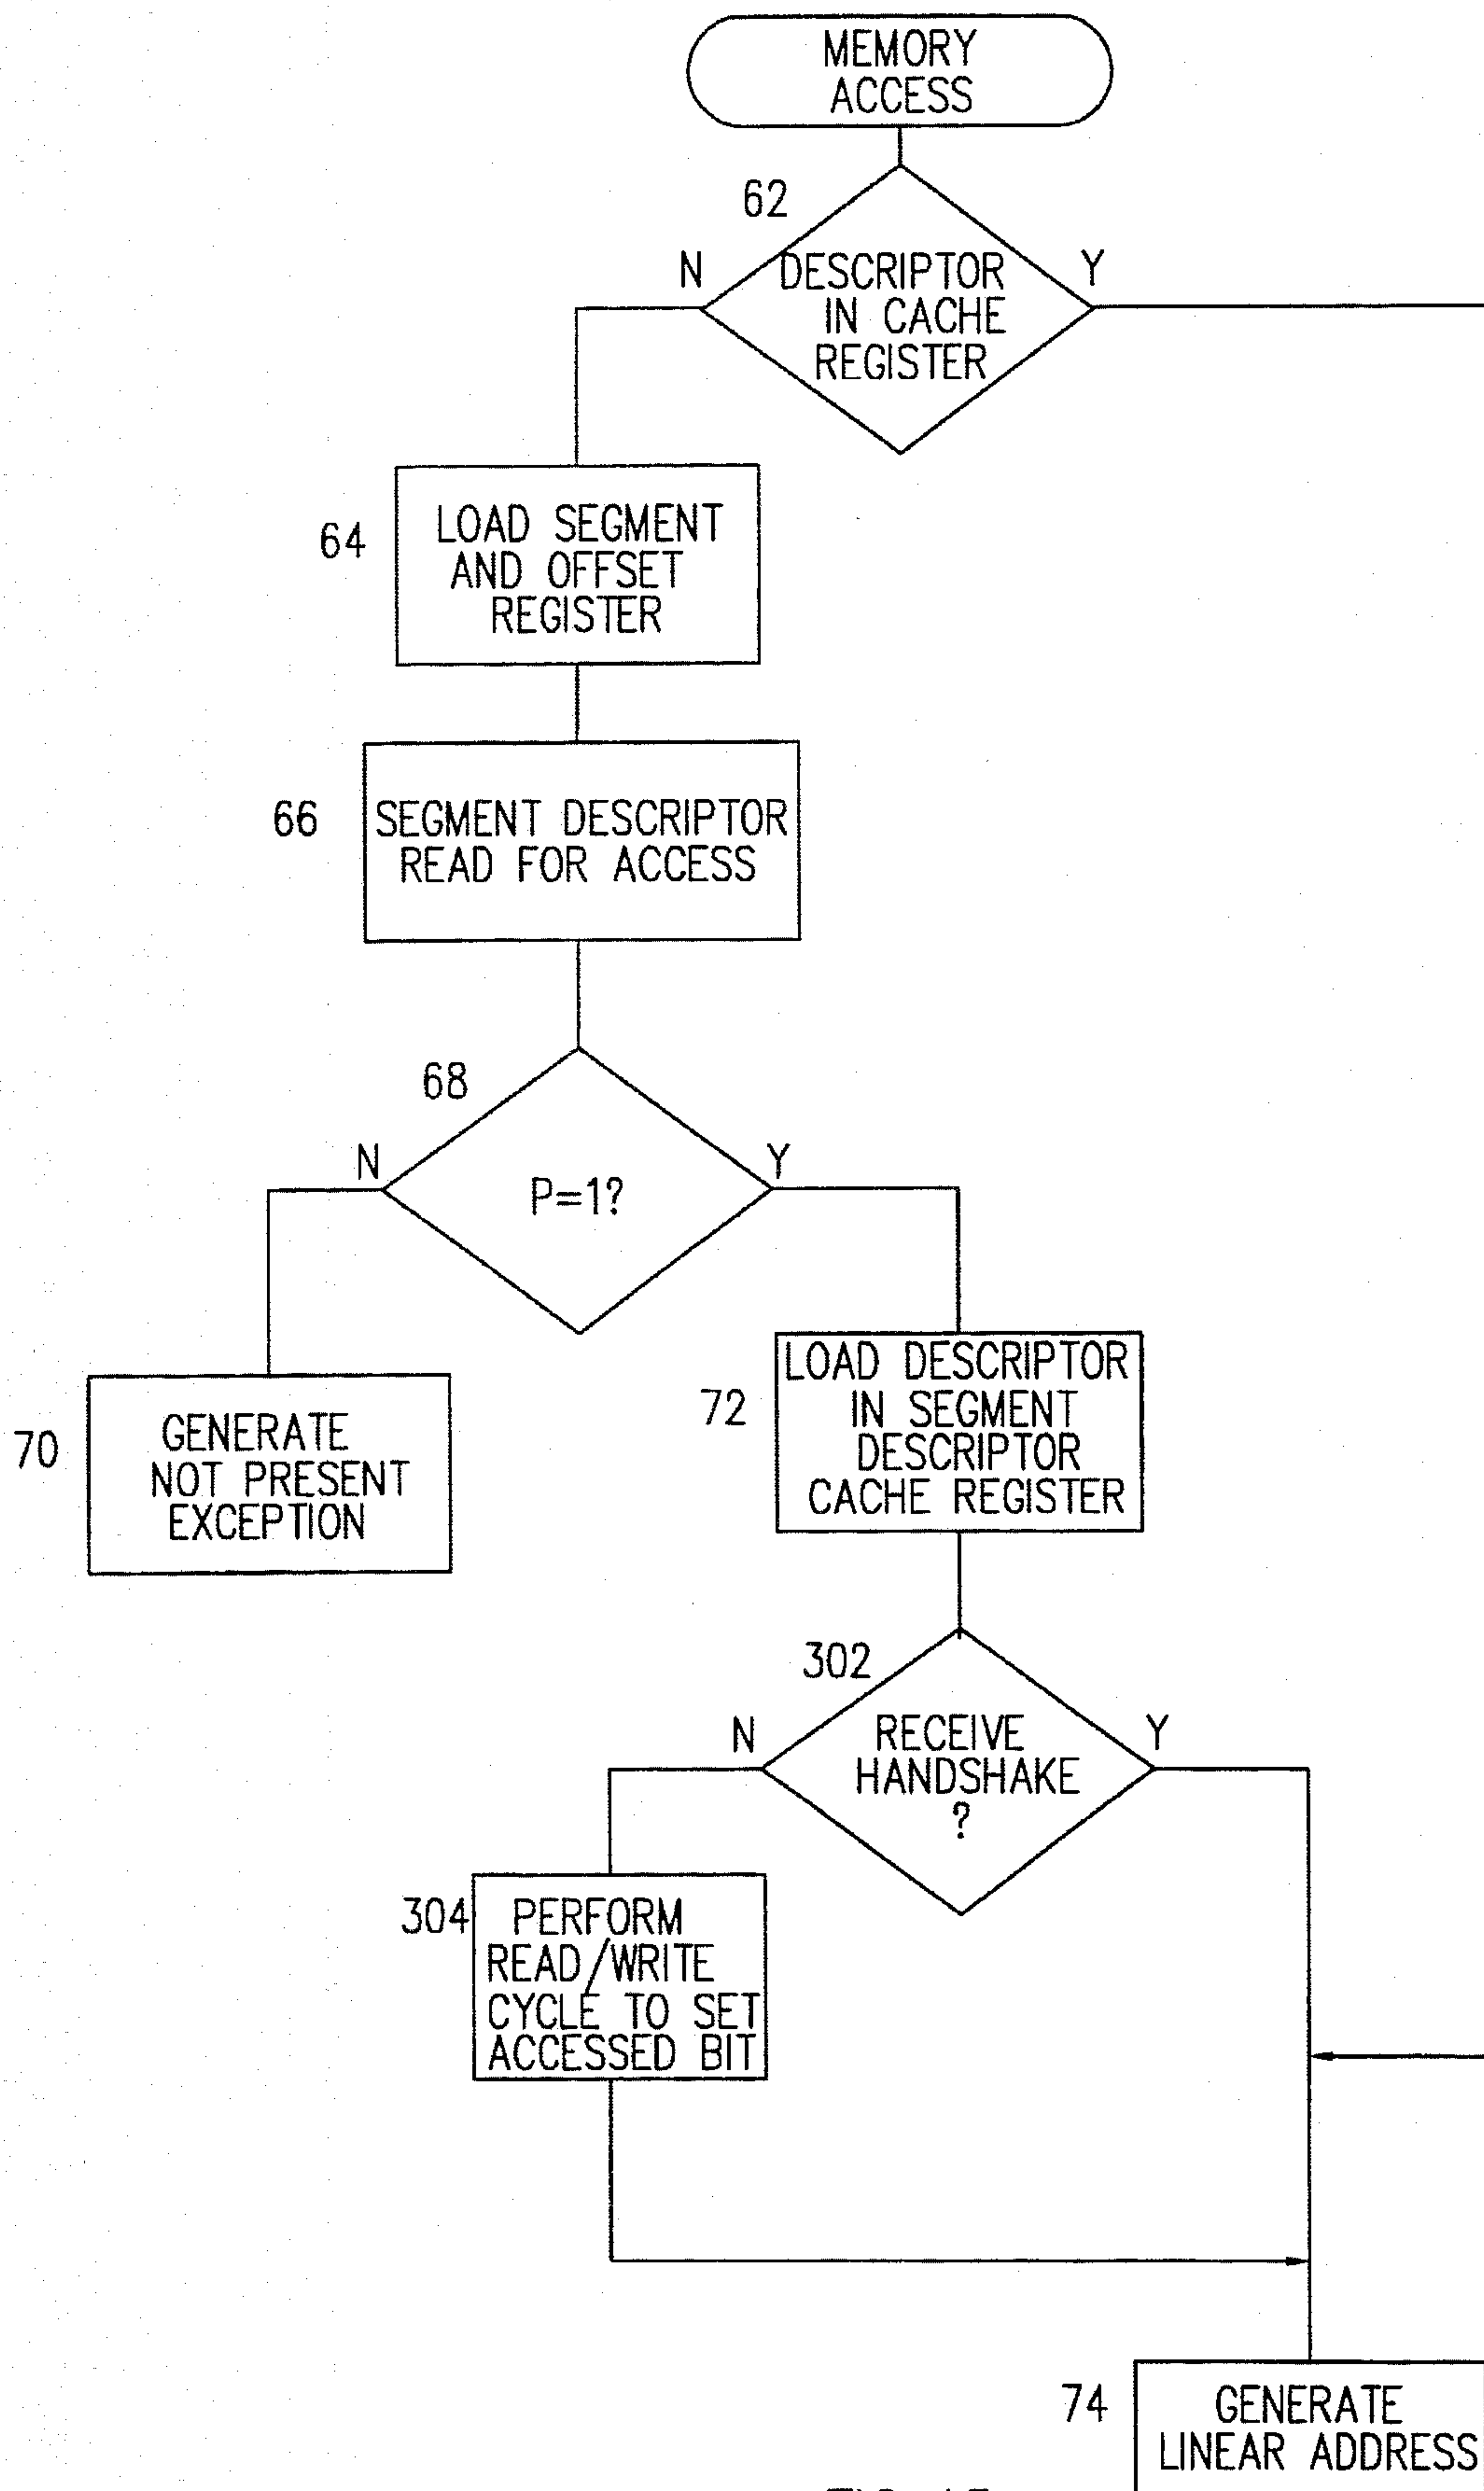 MEMORY
ACCESS
62
N
Y
DESCRIPTOR
IN CACHE
REGISTER
64
LOAD SEGMENT
AND OFFSET
REGISTER
66
SEGMENT DESCRIPTOR
READ FOR ACCESS
68
N
Y
P=1?
70
GENERATE
NOT PRESENT
EXCEPTION
72
LOAD DESCRIPTOR
IN SEGMENT
DESCRIPTOR
CACHE REGISTER
302
N
Y
RECEIVE
HANDSHAKE
?
304
PERFORM
READ/WRITE
CYCLE TO SET
ACCESSED BIT
74
GENERATE
LINEAR ADDRESS